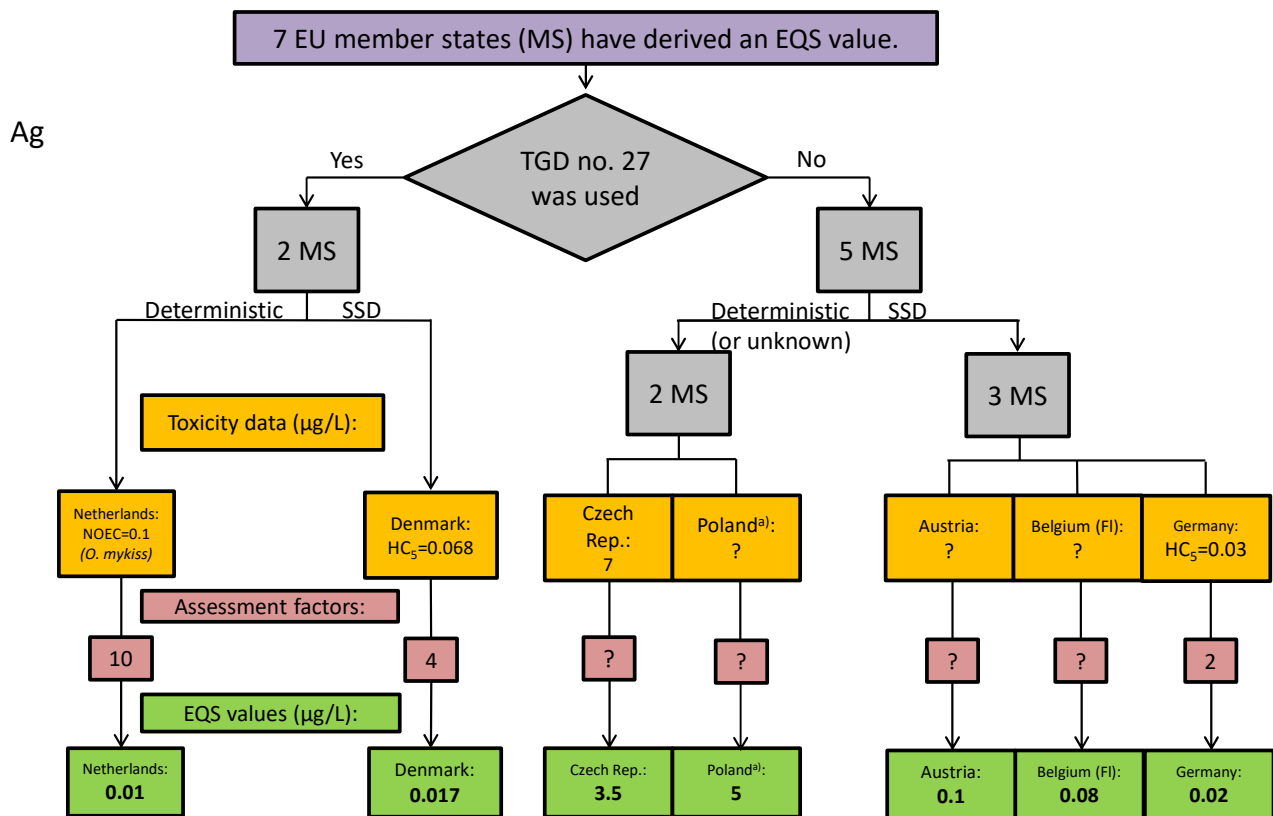 7 EU member states (MS) have derived an EQS value.
Ag
Yes
TGD no. 27
was used
No
2 MS
5 MS
Deterministic
SSD
Deterministic
(or unknown)
SSD
2 MS
3 MS
Toxicity data (µg/L):
Netherlands:
NOEC=0.1
(O. mykiss)
Denmark:
HC₅=0.068
Czech
Rep.:
7
Poland ᵃ⁾:
?
Austria:
?
Belgium (Fl):
?
Germany:
HC₅=0.03
Assessment factors:
10
4
?
?
?
?
2
EQS values (µg/L):
Netherlands:
0.01
Denmark:
0.017
Czech Rep.:
3.5
Poland ᵃ⁾:
5
Austria:
0.1
Belgium (Fl):
0.08
Germany:
0.02